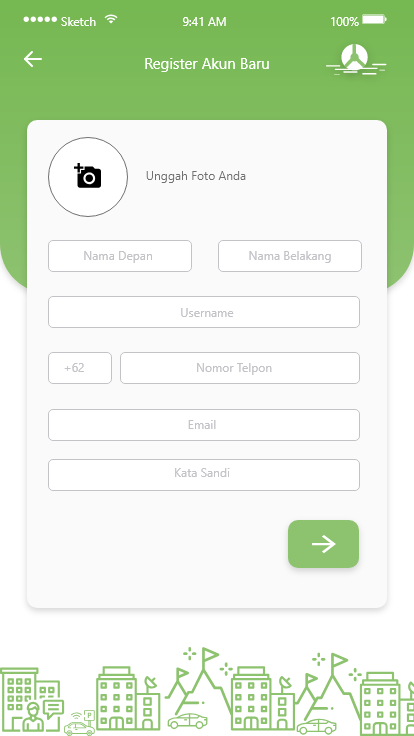 Sketch 9:41 AM 100%
Register Akun Baru
Unggah Foto Anda
Nama Depan Nama Belakang
Username
+62 Nomor Telpon
Email
Kata Sandi
P